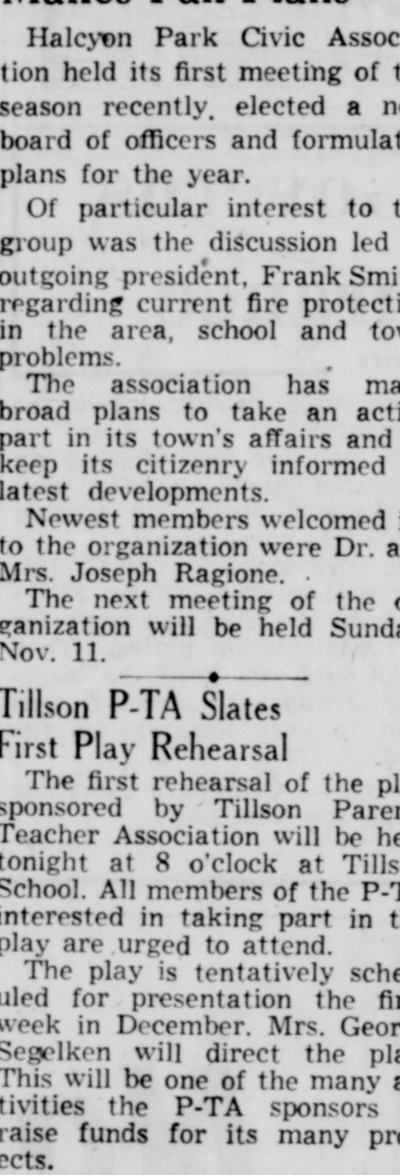 Halcyon Park Civic Assoc
tion held its first meeting of t
season recently. elected a n
board of officers and formulat
plans for the year.
Of particular interest to t
group was the discussion led
outgoing president, Frank Smi
regarding current fire protecti
in the area, school and tow
problems.
The association has ma
broad plans to take an acti
part in its town's affairs and
keep its citizenry informed
latest developments.
Newest members welcomed i
to the organization were Dr. a
Mrs. Joseph Ragione.
The next meeting of the o
ganization will be held Sunda
Nov. 11.
Tillson P-TA Slates
First Play Rehearsal
The first rehearsal of the pl
sponsored by Tillson Paren
Teacher Association will be he
tonight at 8 o'clock at Tills
School. All members of the P-T
interested in taking part in t
play are urged to attend.
The play is tentatively sche
uled for presentation the fir
week in December. Mrs. Geor
Segelken will direct the pla
This will be one of the many a
tivities the P-TA sponsors
raise funds for its many pro
ects.